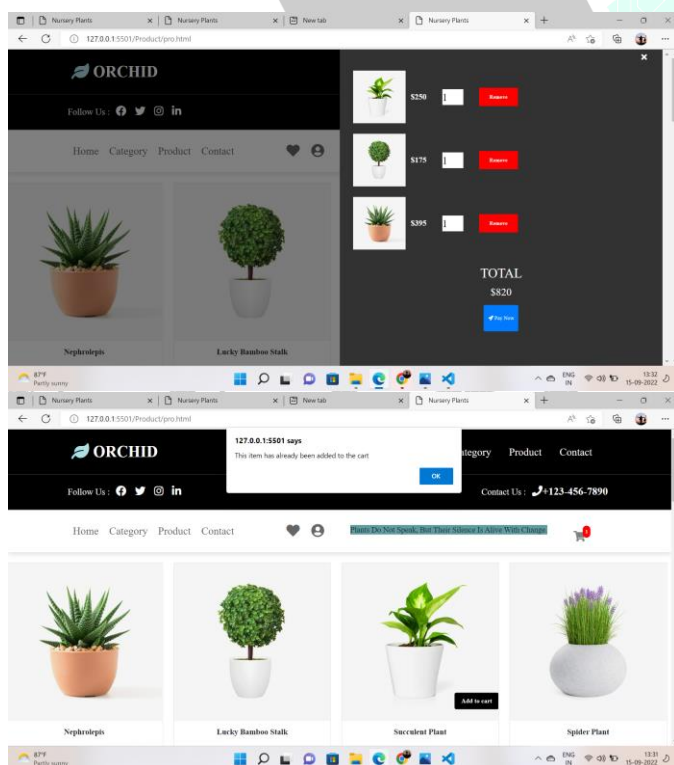 Nursery Plants
Nursery Plants
New tab
Nursery Plants
127.0.0.1:5501/Product/pro.html
ORCHID
Follow Us :
Home Category Product Contact
$250 1 Remove
$175 1 Remove
$395 1 Remove
TOTAL
$820
Pay Now
Nephrolepis
Lucky Bamboo Stalk
87°F
Partly sunny
ENG
IN
13:32
15-09-2022
Nursery Plants
Nursery Plants
New tab
Nursery Plants
127.0.0.1:5501/Product/pro.html
ORCHID
127.0.0.1:5501 says
This item has already been added to the cart
OK
ategory Product Contact
Follow Us :
Contact Us : +123-456-7890
Home Category Product Contact
Plants Do Not Speak, But Their Silence Is Alive With Change.
Add to cart
Nephrolepis
Lucky Bamboo Stalk
Succulent Plant
Spider Plant
87°F
Partly sunny
ENG
IN
13:31
15-09-2022